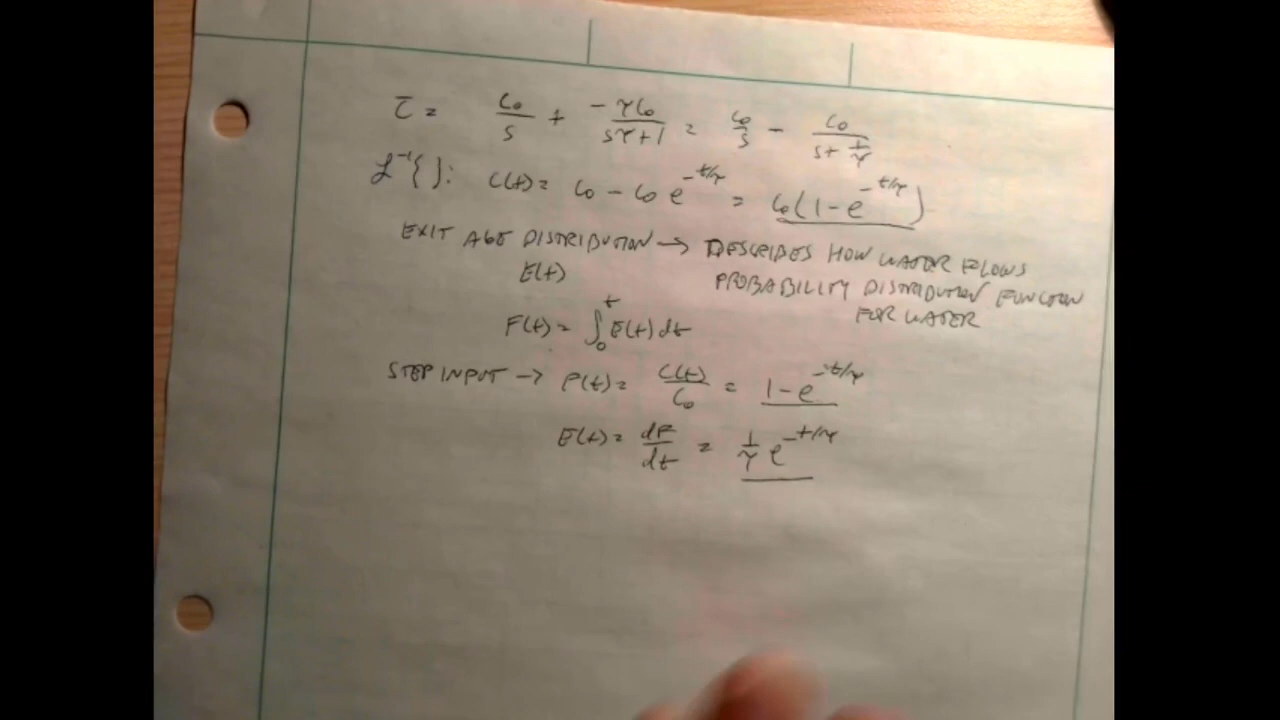 C̄ = C₀/s + -τC₀/(sτ+1) = C₀/s - C₀/(s+1/τ)
ℒ⁻¹{ }: C(t) = C₀ - C₀e^(-t/τ) = C₀(1-e^(-t/τ))
EXIT AGE DISTRIBUTION → DESCRIBES HOW WATER FLOWS
E(t) PROBABILITY DISTRIBUTION FUNCTION
FOR WATER
F(t) = ∫₀ᵗ E(t)dt
STEP INPUT → F(t) = C(t)/C₀ = 1-e^(-t/τ)
E(t) = dF/dt = 1/τ e^(-t/τ)